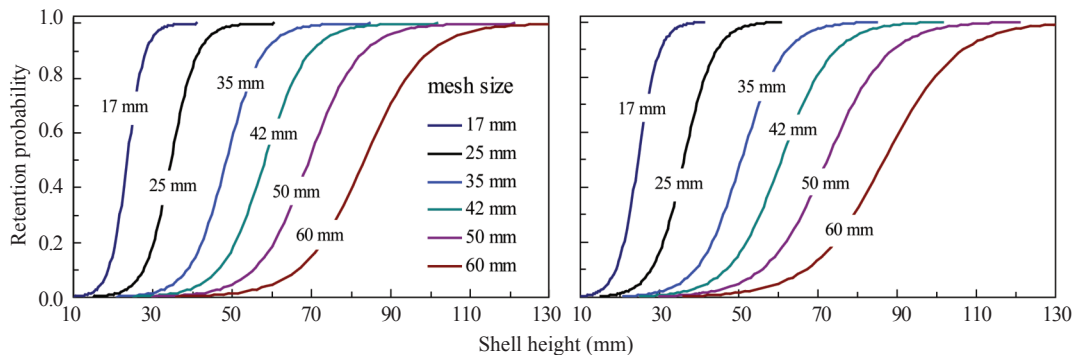 1.0
0.8
0.6
0.4
0.2
0.0
Retention probability
17 mm
25 mm
35 mm
42 mm
50 mm
60 mm
mesh size
17 mm
25 mm
35 mm
42 mm
50 mm
60 mm
10 30 50 70 90 110 130
17 mm
25 mm
35 mm
42 mm
50 mm
60 mm
10 30 50 70 90 110 130
Shell height (mm)